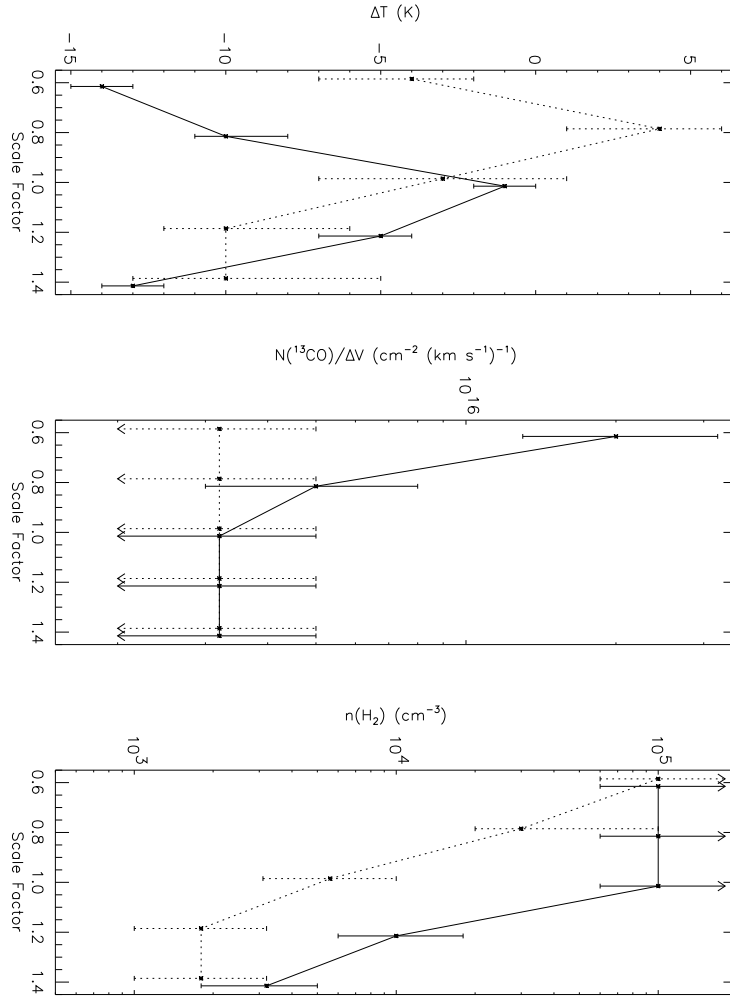 ΔT (K)
−15 −10 −5 0 5
0.6 0.8 1.0 1.2 1.4
Scale Factor
N(¹³CO)/ΔV (cm⁻² (km s⁻¹)⁻¹)
10¹⁶
0.6 0.8 1.0 1.2 1.4
Scale Factor
n(H₂) (cm⁻³)
10³ 10⁴ 10⁵
0.6 0.8 1.0 1.2 1.4
Scale Factor